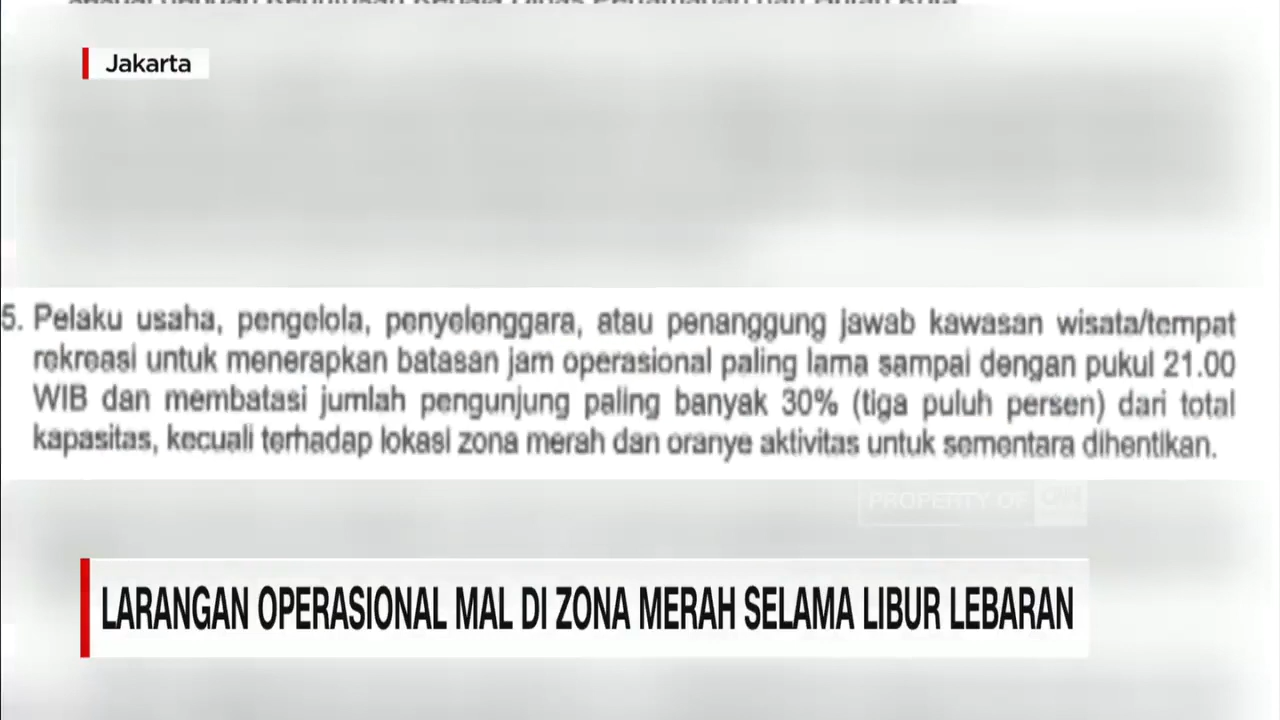 Jakarta
5. Pelaku usaha, pengelola, penyelenggara, atau penanggung jawab kawasan wisata/tempat
rekreasi untuk menerapkan batasan jam operasional paling lama sampai dengan pukul 21.00
WIB dan membatasi jumlah pengunjung paling banyak 30% (tiga puluh persen) dari total
kapasitas, kecuali terhadap lokasi zona merah dan oranye aktivitas untuk sementara dihentikan.
PROPERTY OF CNN
LARANGAN OPERASIONAL MAL DI ZONA MERAH SELAMA LIBUR LEBARAN